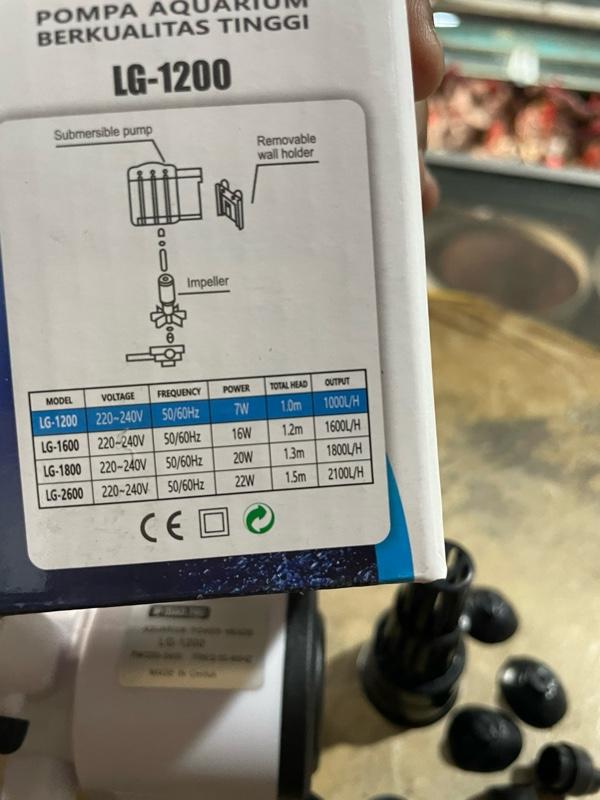 POMPA AQUARIUM
BERKUALITAS TINGGI
LG-1200
Submersible pump
Removable
wall holder
Impeller
MODEL VOLTAGE FREQUENCY POWER TOTAL HEAD OUTPUT
LG-1200 220~240V 50/60Hz 7W 1.0m 1000L/H
LG-1600 220~240V 50/60Hz 16W 1.2m 1600L/H
LG-1800 220~240V 50/60Hz 20W 1.3m 1800L/H
LG-2600 220~240V 50/60Hz 22W 1.5m 2100L/H
CE
LG-1200
MADE IN CHINA